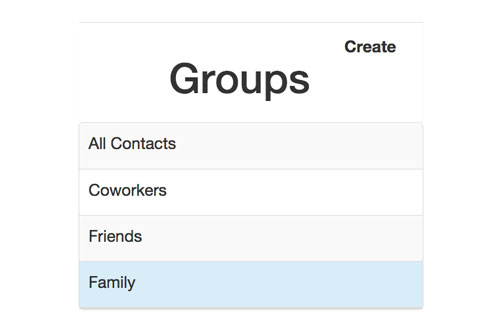 Create
Groups
All Contacts
Coworkers
Friends
Family